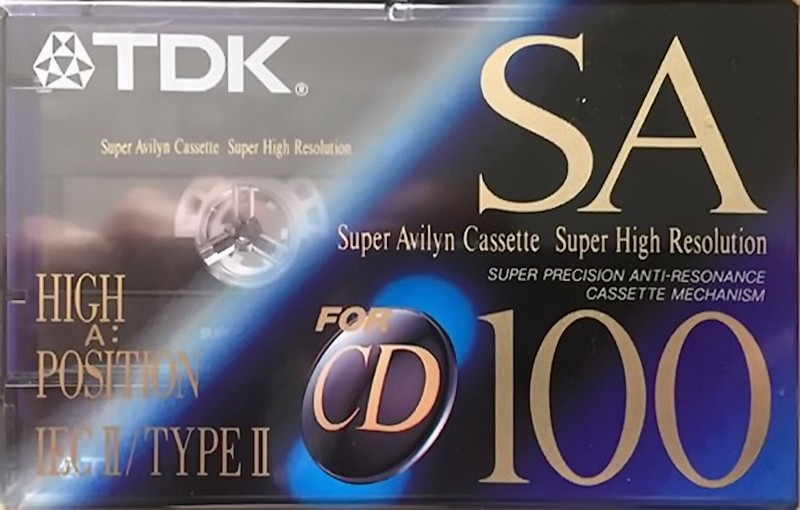 TDK®
SA
Super Avilyn Cassette Super High Resolution
Super Avilyn Cassette Super High Resolution
SUPER PRECISION ANTI-RESONANCE
CASSETTE MECHANISM
HIGH
A:
POSITION
IEC II/TYPE II
FOR
CD
100